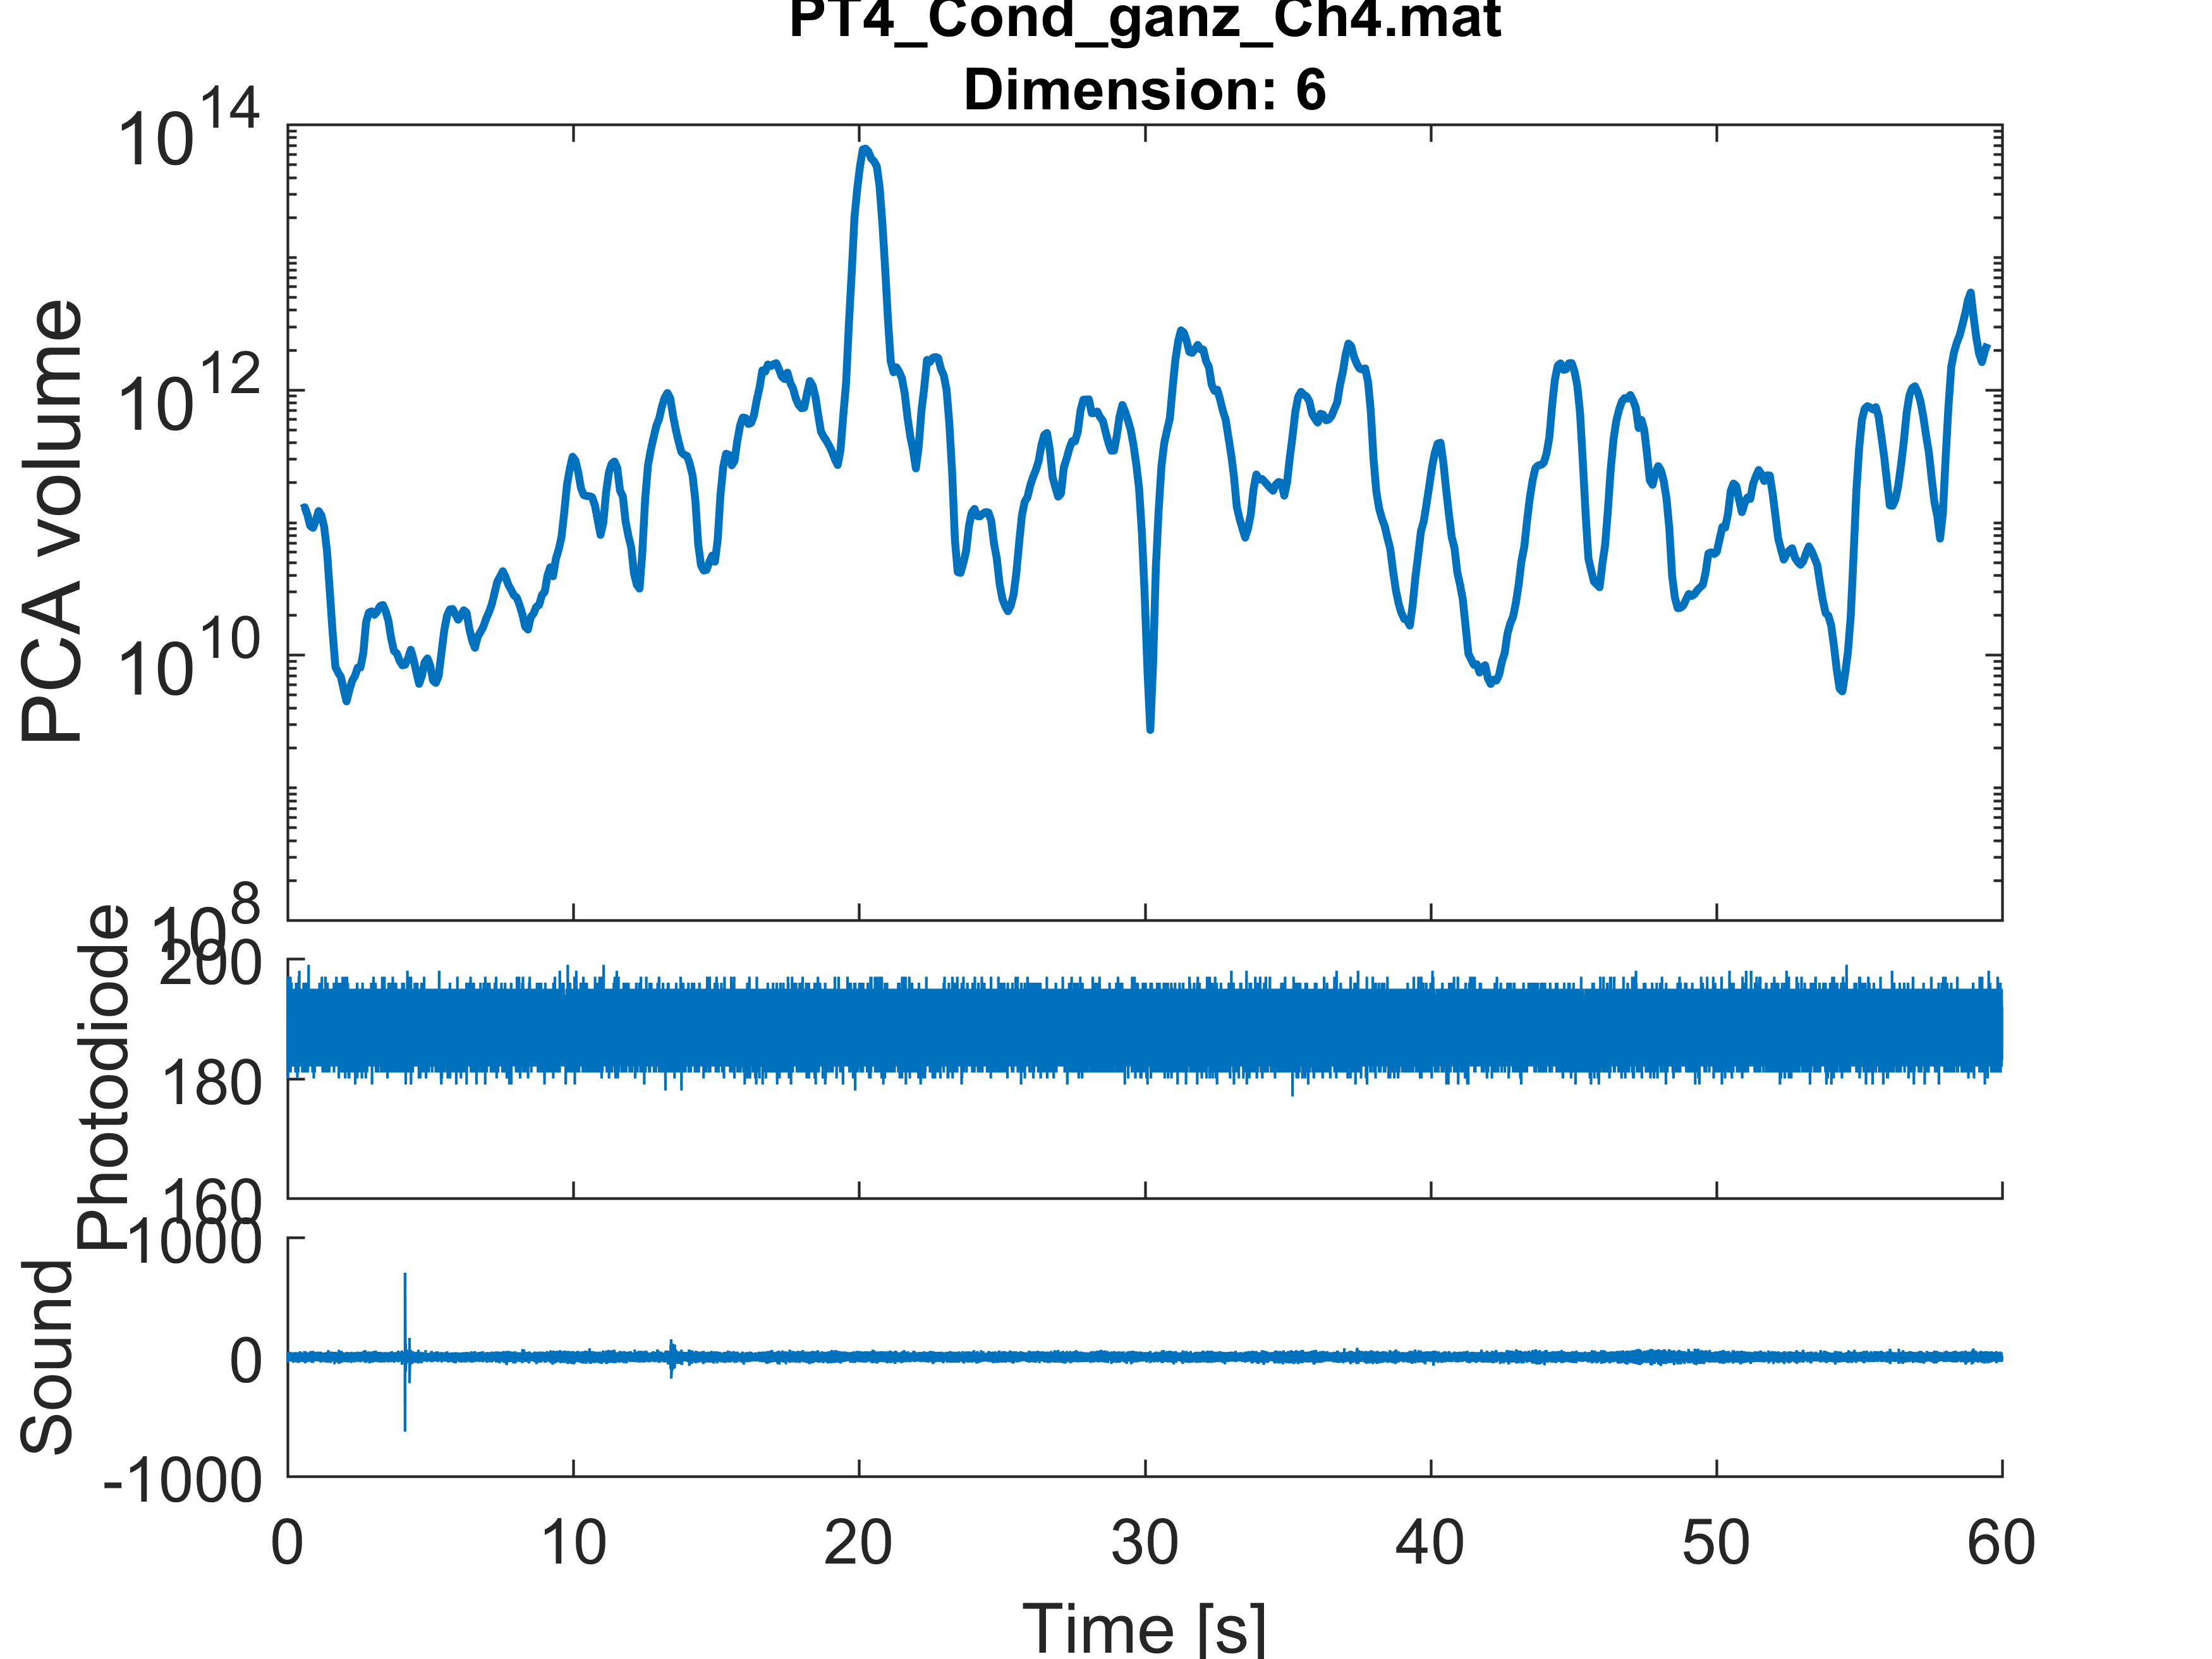 PT4_Cond_ganz_Ch4.mat
Dimension: 6
PCA volume
10^14
10^12
10^10
10^8
Photodiode
200
180
160
Sound
1000
0
-1000
0 10 20 30 40 50 60
Time [s]